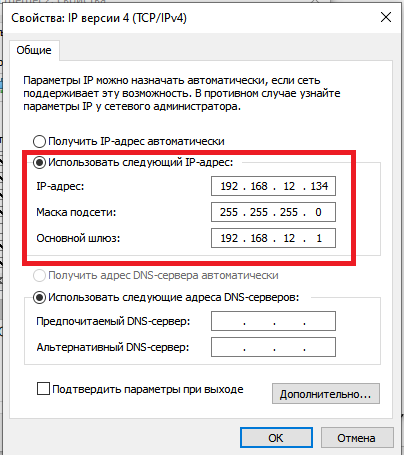 Свойства: IP версии 4 (TCP/IPv4)
Общие
Параметры IP можно назначать автоматически, если сеть
поддерживает эту возможность. В противном случае узнайте
параметры IP у сетевого администратора.
Получить IP-адрес автоматически
Использовать следующий IP-адрес:
IP-адрес: 192 . 168 . 12 . 134
Маска подсети: 255 . 255 . 255 . 0
Основной шлюз: 192 . 168 . 12 . 1
Получить адрес DNS-сервера автоматически
Использовать следующие адреса DNS-серверов:
Предпочитаемый DNS-сервер: . . .
Альтернативный DNS-сервер: . . .
Подтвердить параметры при выходе
Дополнительно...
ОК
Отмена